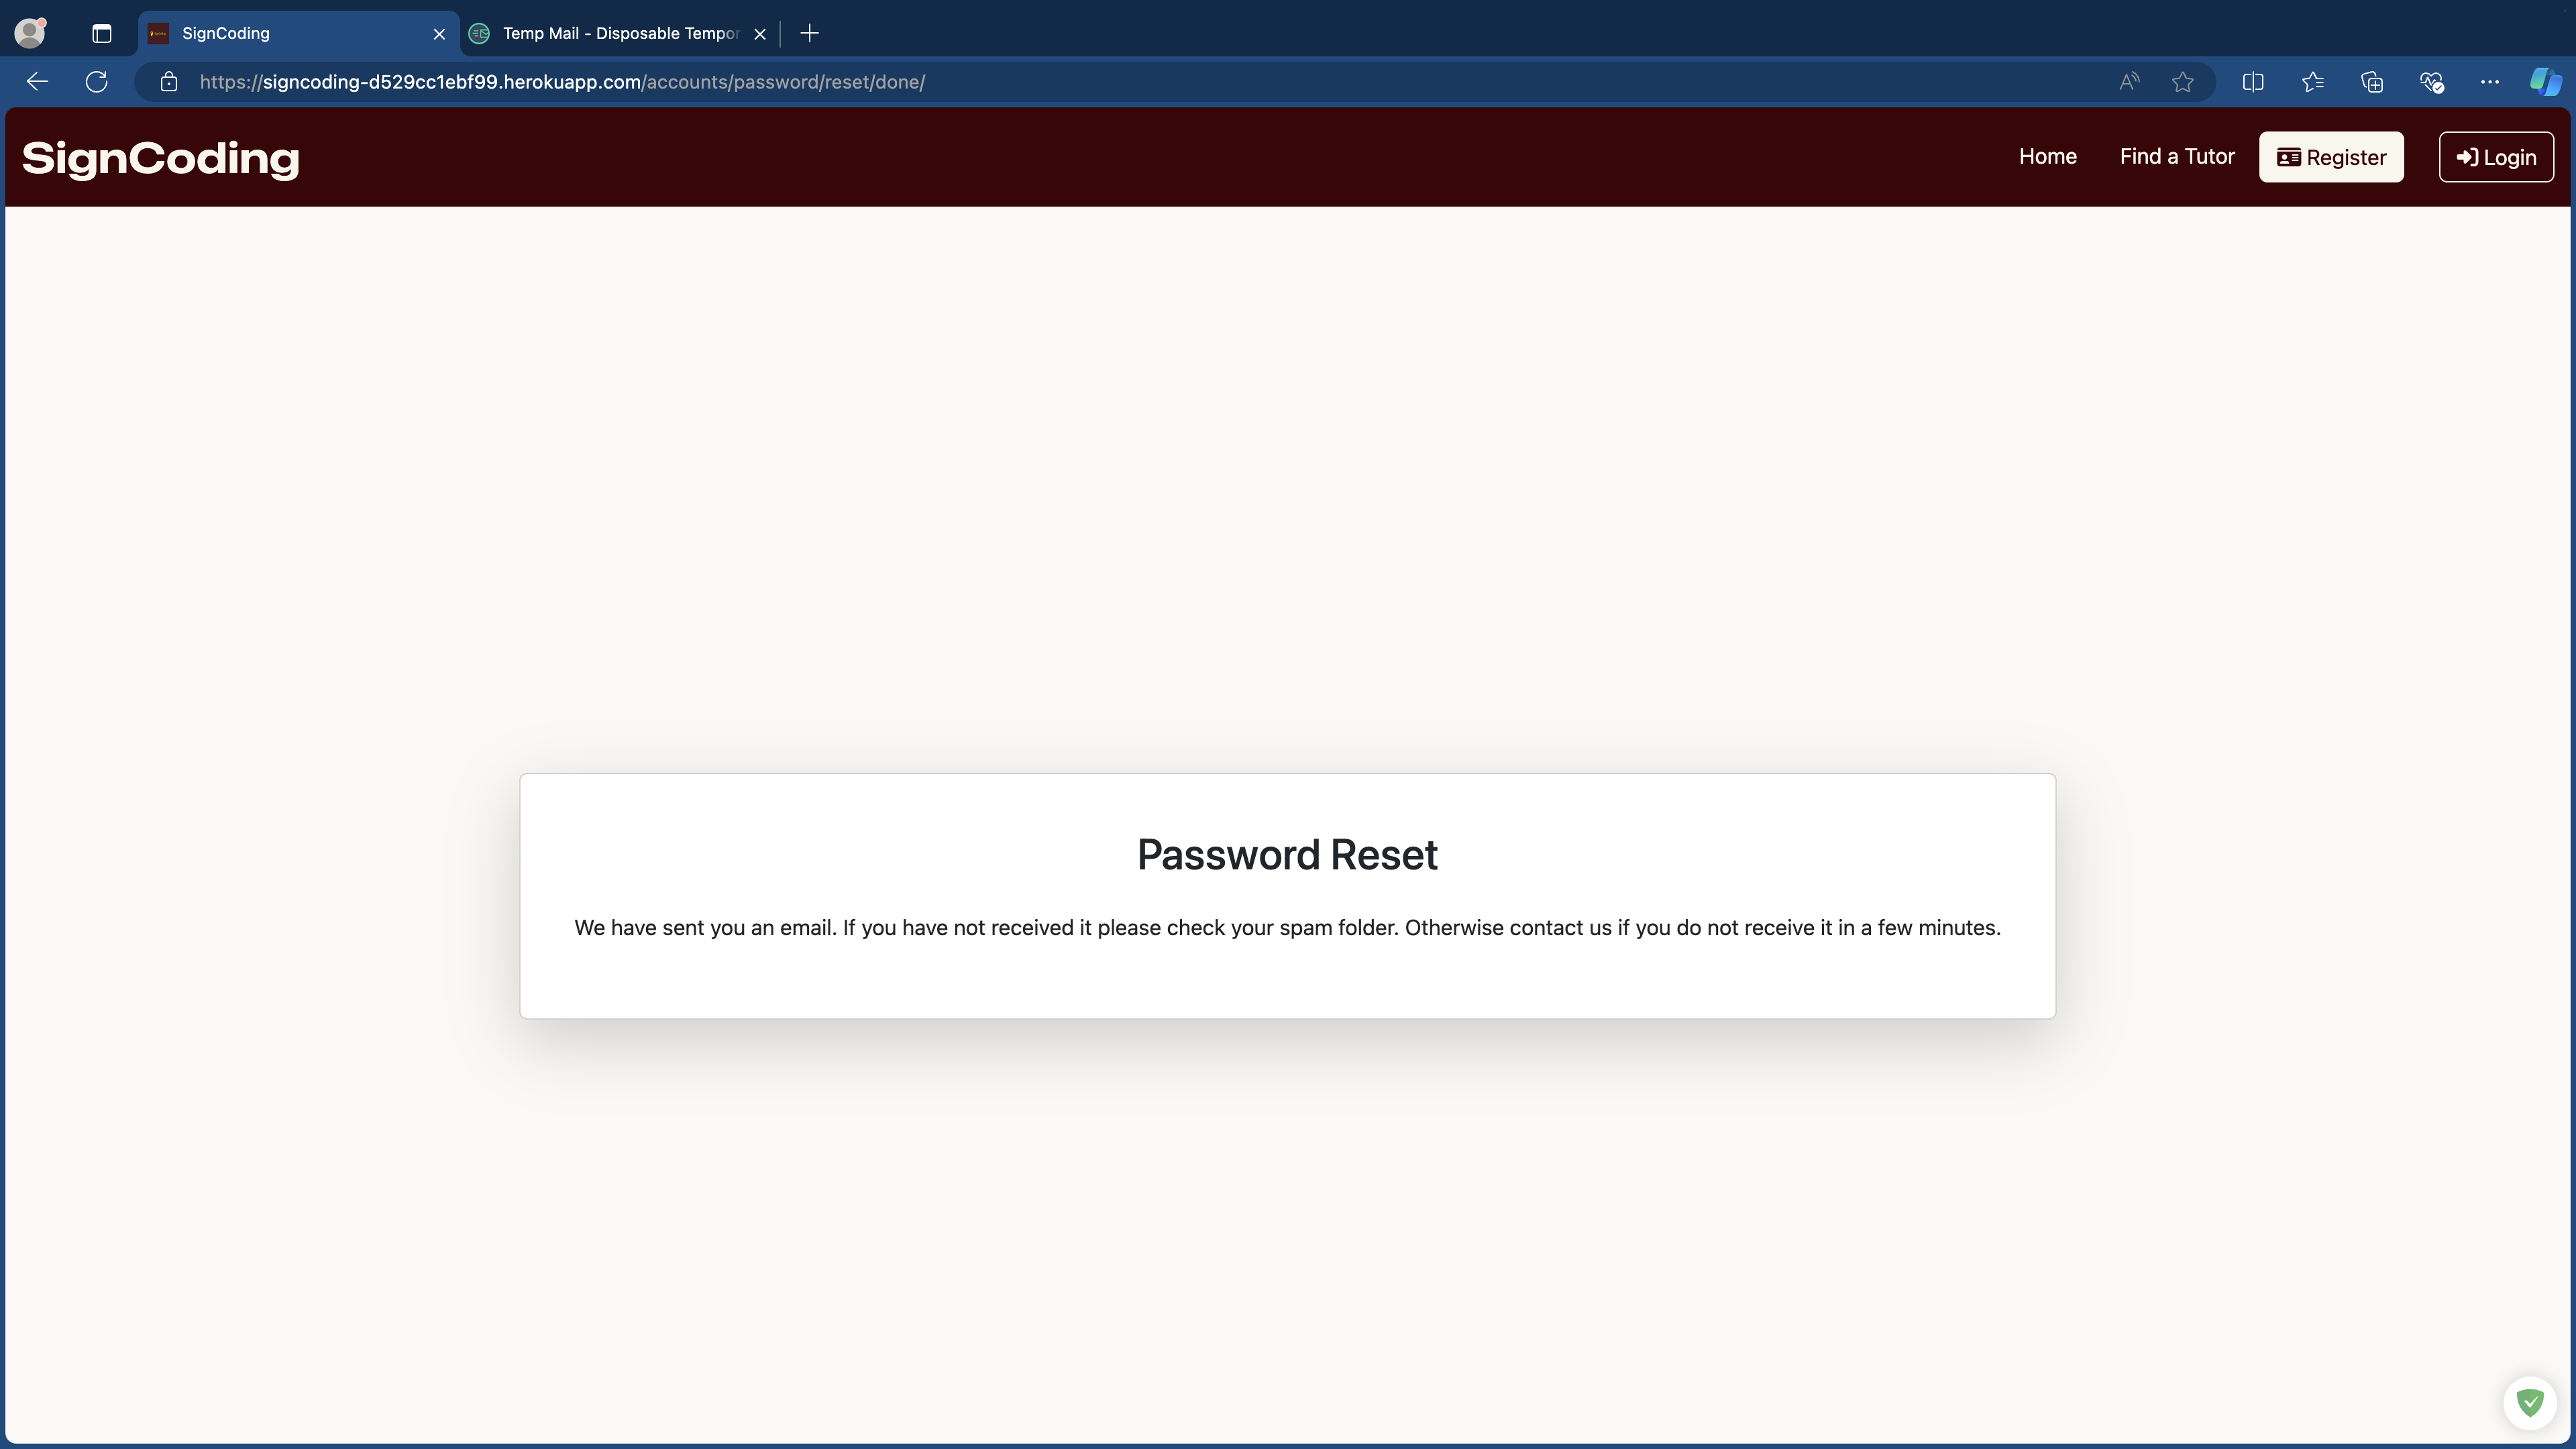 SignCoding
Temp Mail - Disposable Tempor
https://signcoding-d529cc1ebf99.herokuapp.com/accounts/password/reset/done/
SignCoding
Home
Find a Tutor
Register
Login
Password Reset
We have sent you an email. If you have not received it please check your spam folder. Otherwise contact us if you do not receive it in a few minutes.